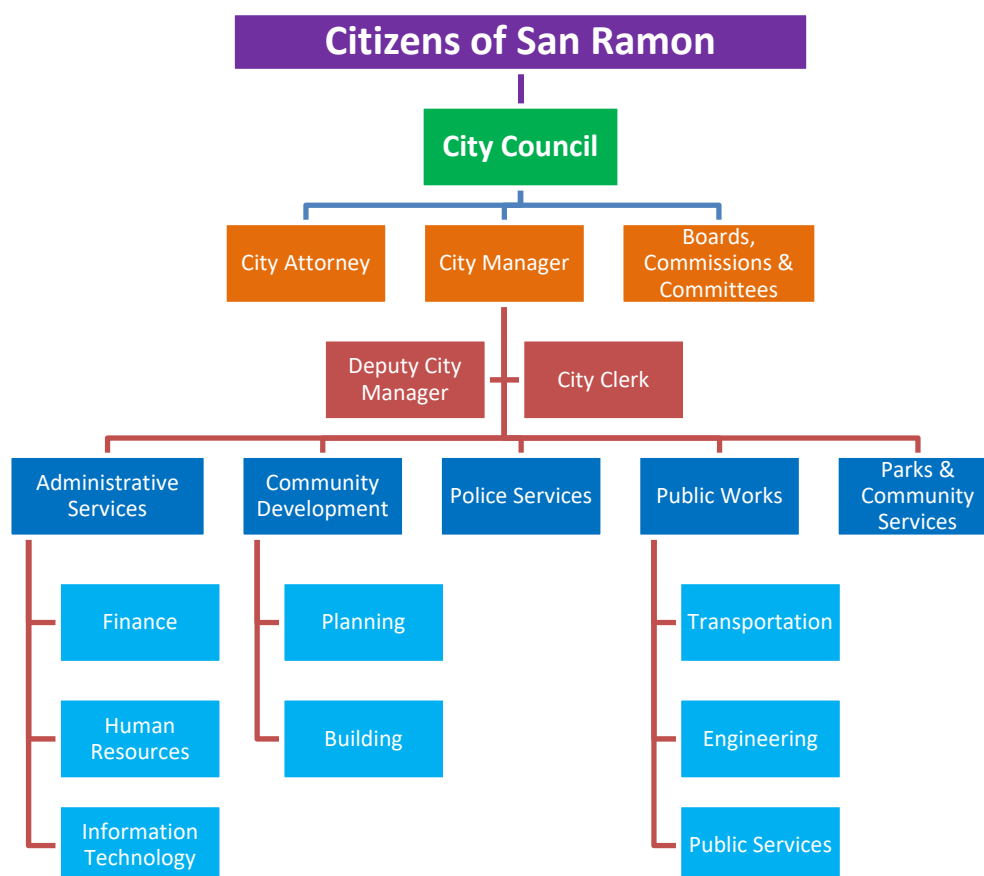 Citizens of San Ramon
City Council
City Attorney
City Manager
Boards,
Commissions &
Committees
Deputy City
Manager
City Clerk
Administrative
Services
Community
Development
Police Services
Public Works
Parks &
Community
Services
Finance
Planning
Transportation
Human
Resources
Building
Engineering
Information
Technology
Public Services